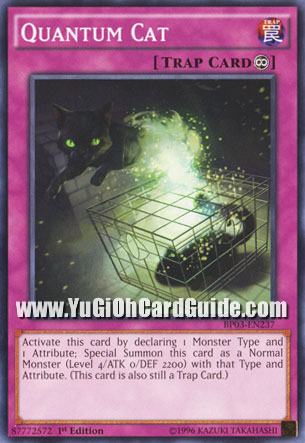 QUANTUM CAT
TRAP
罠
[TRAP CARD ∞]
BP03-EN237
www.YuGiOhCardGuide.com
Activate this card by declaring 1 Monster Type and
1 Attribute; Special Summon this card as a Normal
Monster (Level 4/ATK 0/DEF 2200) with that Type and
Attribute. (This card is also still a Trap Card.)
87772572 1st Edition ©1996 KAZUKI TAKAHASHI